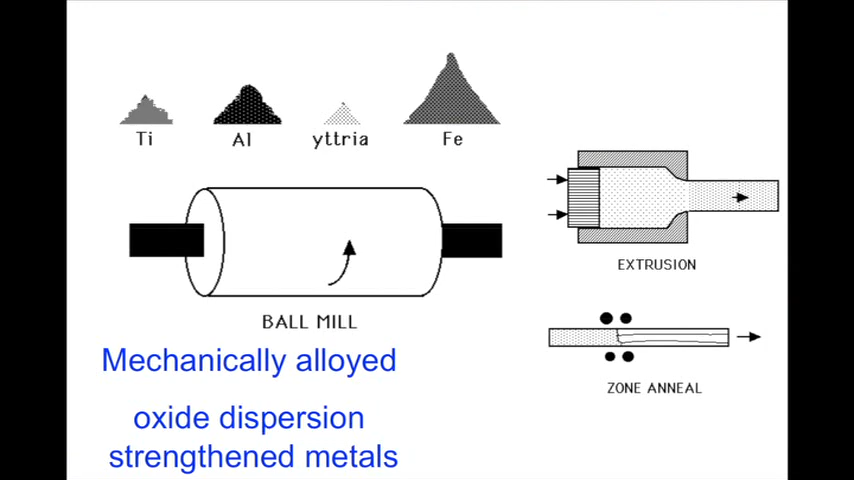 Ti
Al
yttria
Fe
EXTRUSION
BALL MILL
ZONE ANNEAL
Mechanically alloyed
oxide dispersion
strengthened metals